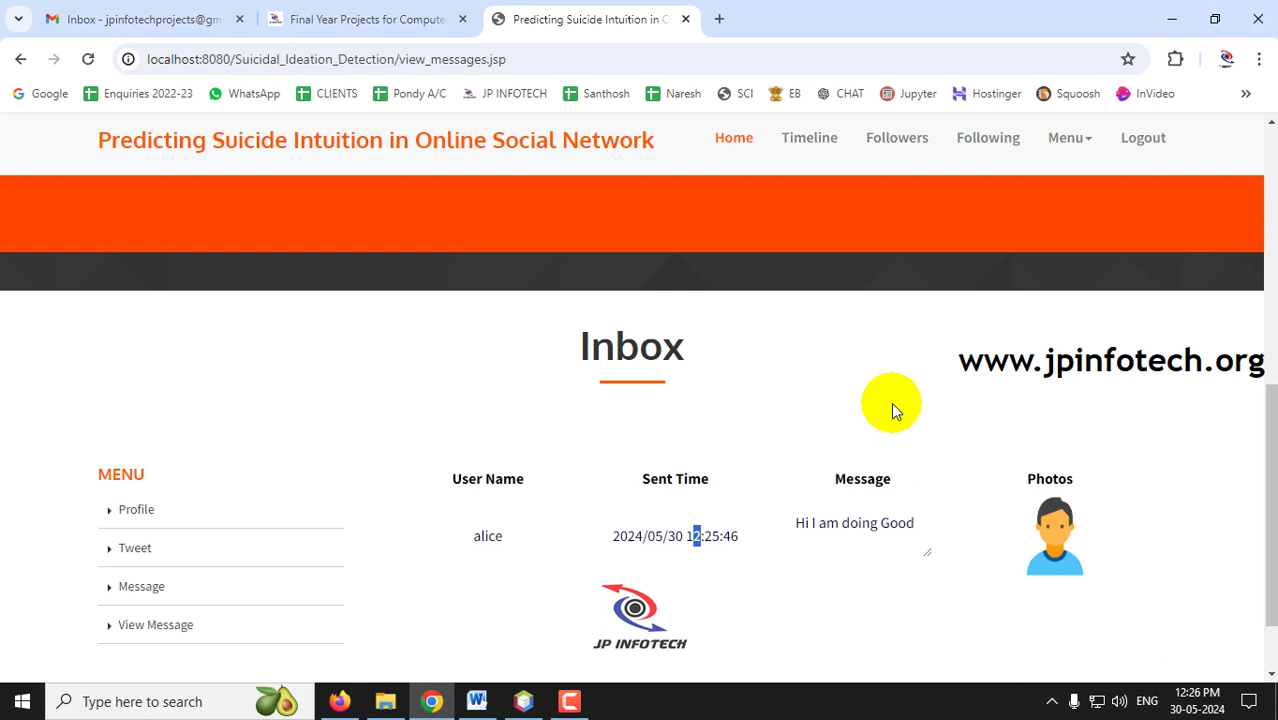 Inbox - jpinfotechprojects@gm
Final Year Projects for Compute
Predicting Suicide Intuition in O
localhost:8080/Suicidal_Ideation_Detection/view_messages.jsp
Google
Enquiries 2022-23
WhatsApp
CLIENTS
Pondy A/C
JP INFOTECH
Santhosh
Naresh
SCI
EB
CHAT
Jupyter
Hostinger
Squoosh
InVideo
Predicting Suicide Intuition in Online Social Network
Home
Timeline
Followers
Following
Menu
Logout
Inbox
www.jpinfotech.org
MENU
Profile
Tweet
Message
View Message
User Name
Sent Time
Message
Photos
alice
2024/05/30 12:25:46
Hi I am doing Good
JP INFOTECH
Type here to search
ENG
12:26 PM
30-05-2024